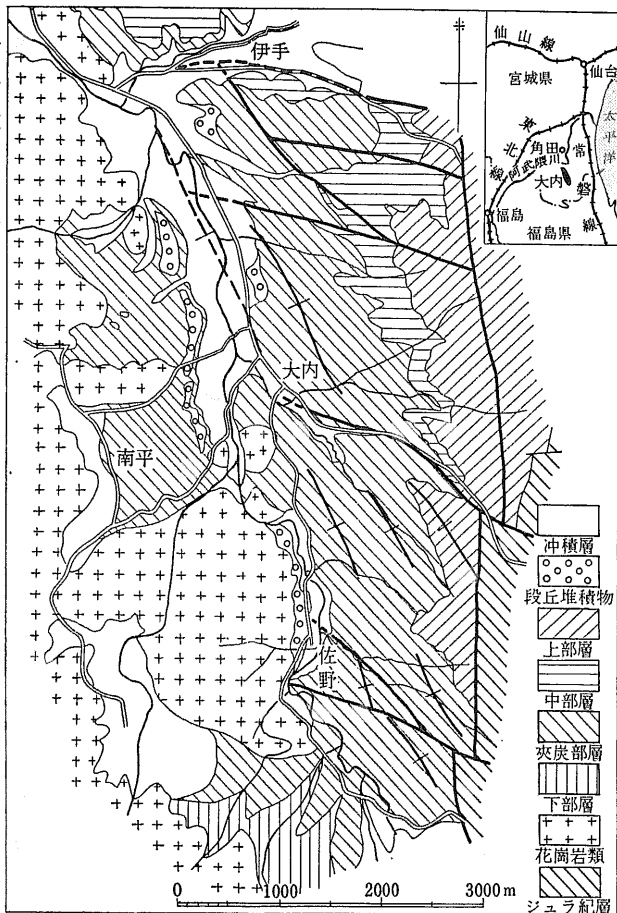 伊手
大内
南平
佐野
仙山線
仙台
宮城県
太平洋
東北線
角田
阿武隈川
常磐線
大内
福島
福島県
冲積層
段丘堆積物
上部層
中部層
夾炭部層
下部層
花崗岩類
ジュラ紀層
0 1000 2000 3000m